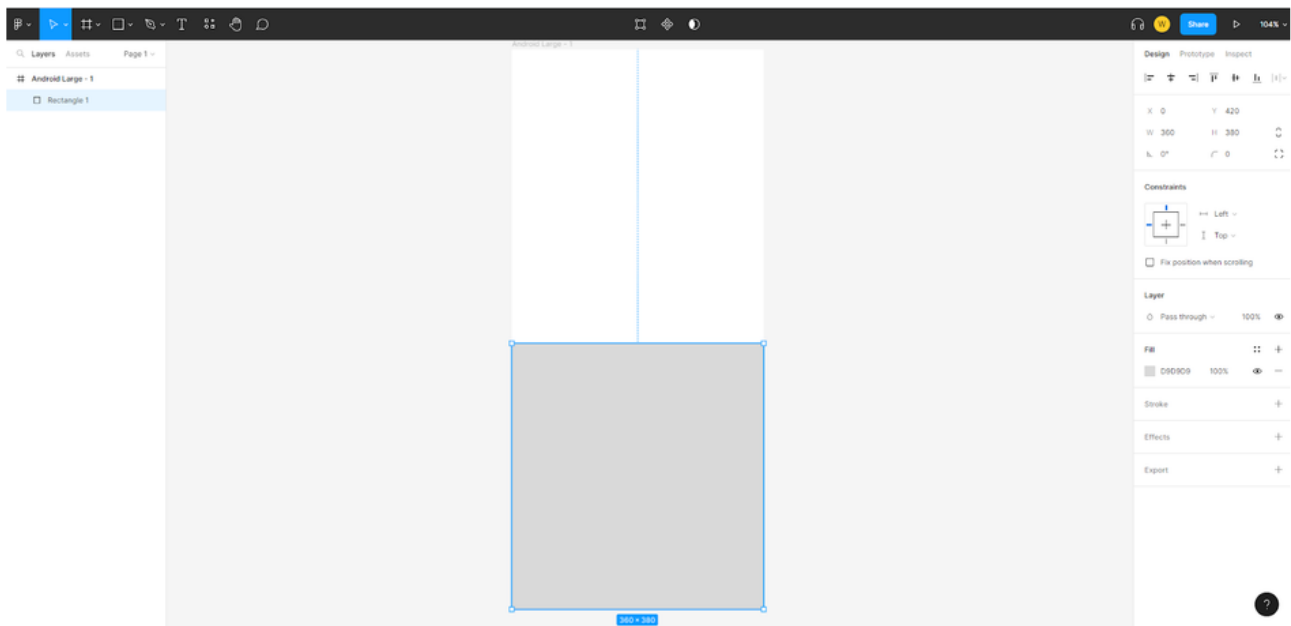 W
Share
104%
Layers Assets Page 1
Android Large - 1
Rectangle 1
Android Large - 1
360 × 380
Design Prototype Inspect
X 0 Y 420
W 360 H 380
0° 0
Constraints
Left
Top
Fix position when scrolling
Layer
Pass through 100%
Fill
D9D9D9 100%
Stroke
Effects
Export
?